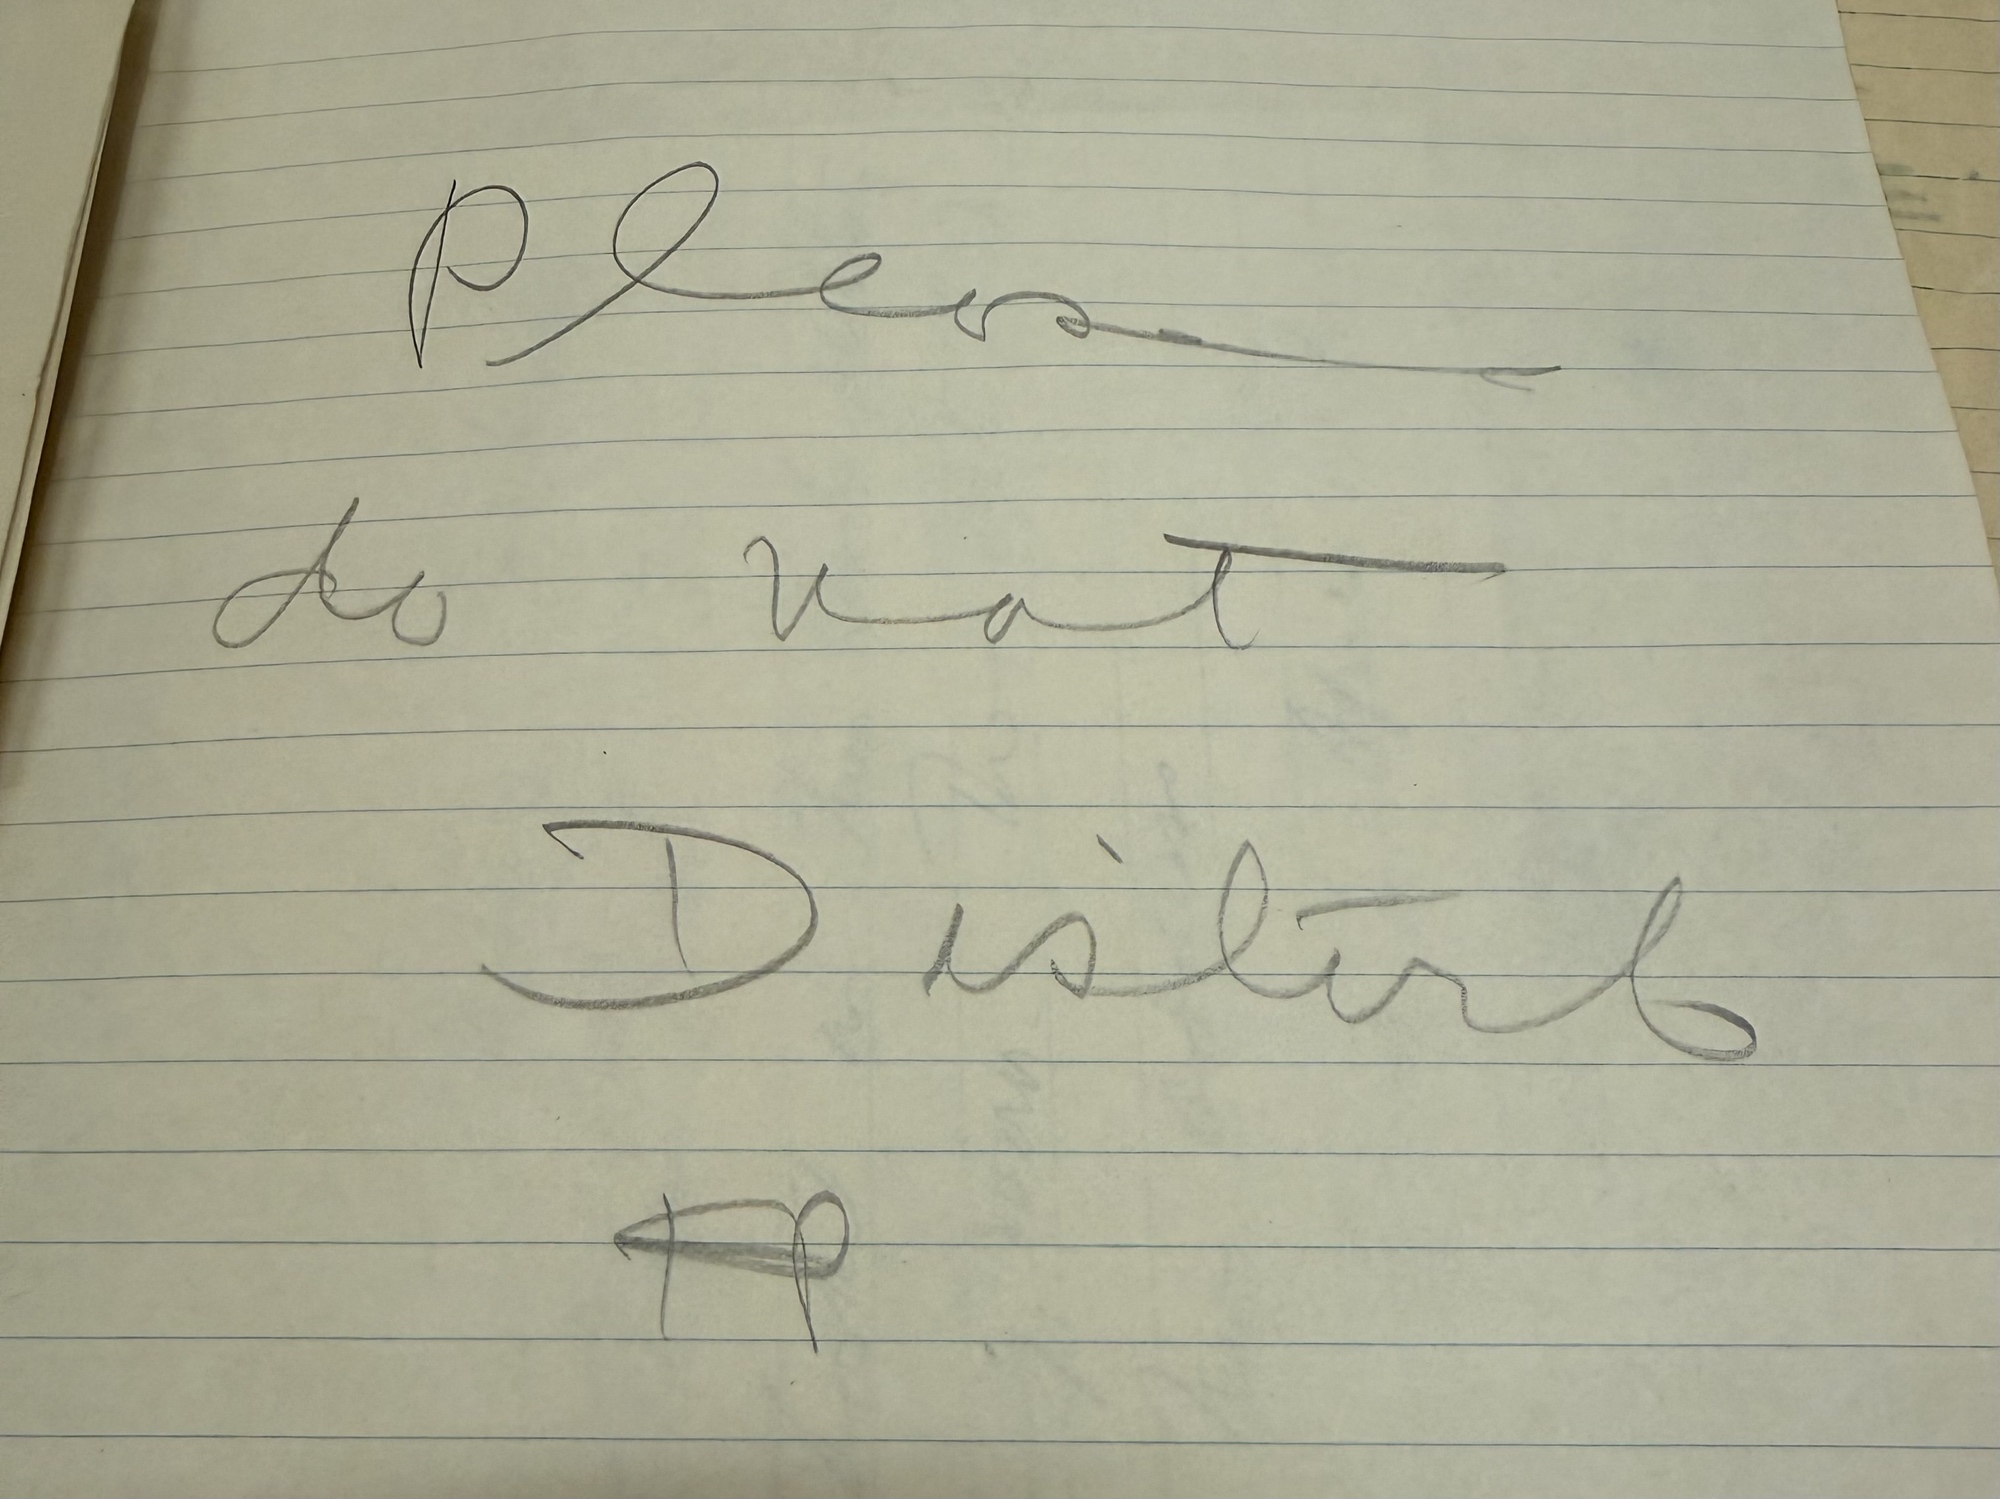 Please
do not
Disturb